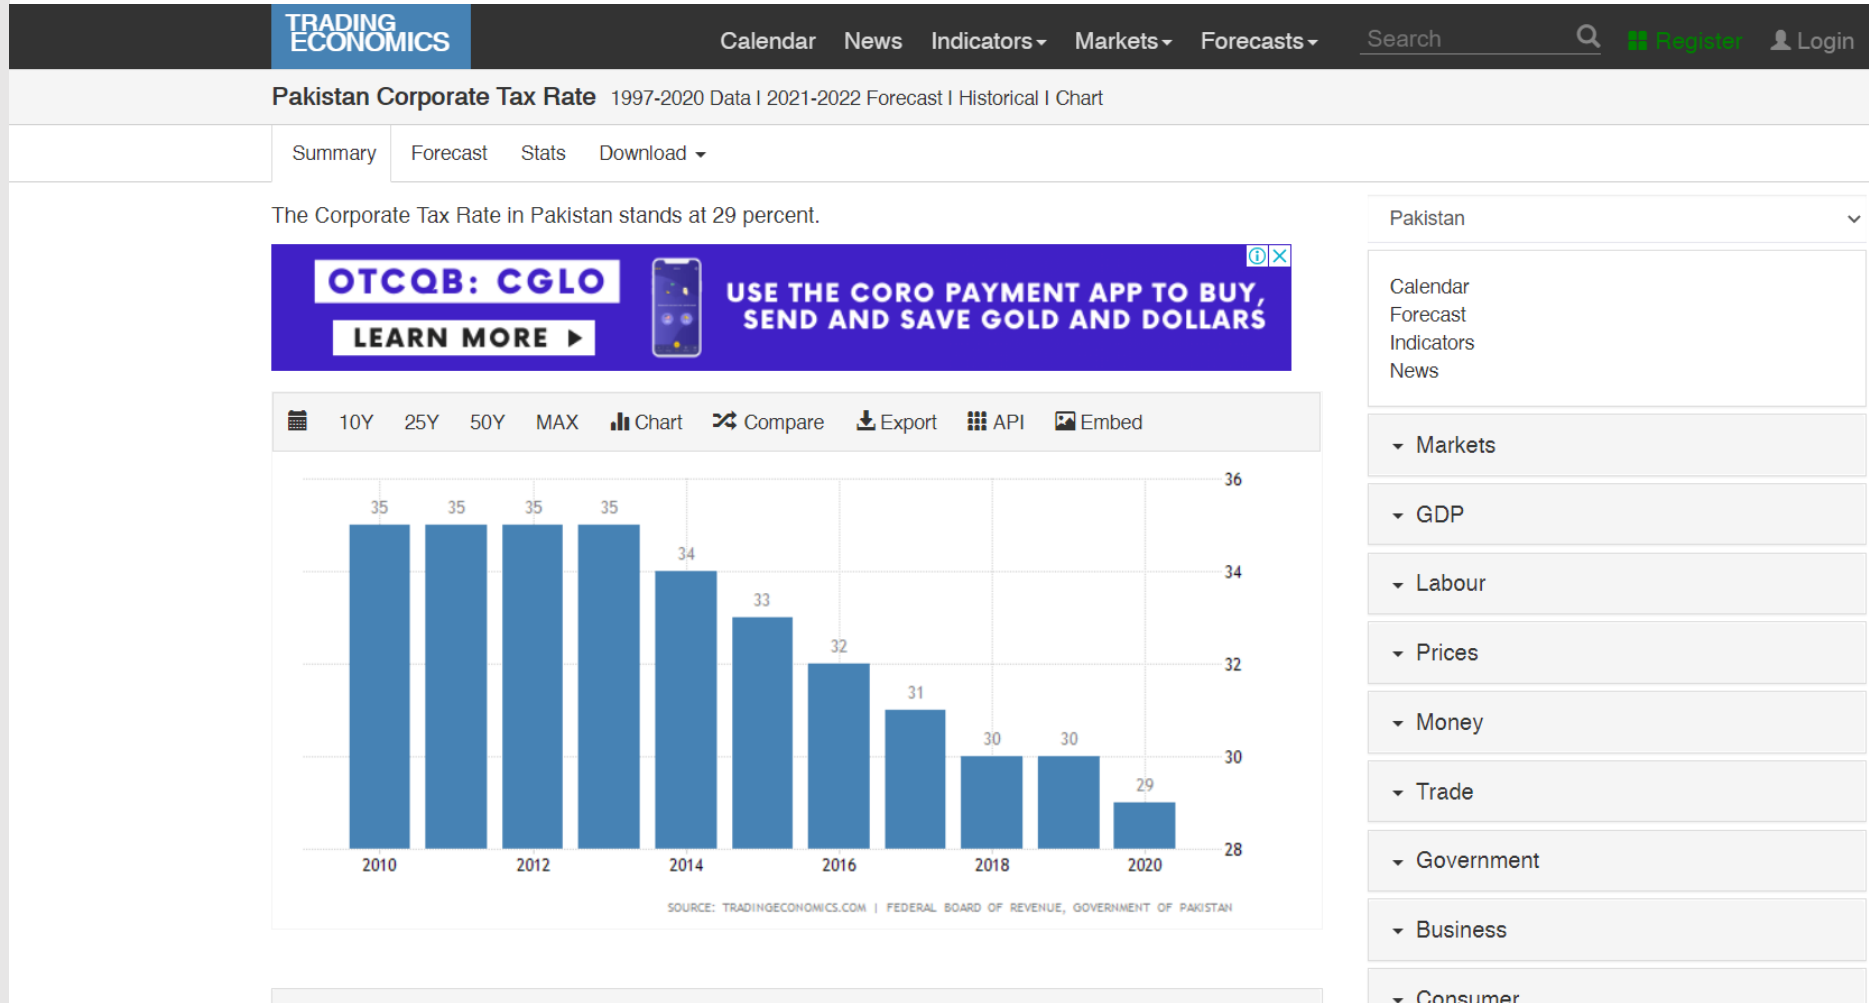 TRADING
ECONOMICS
Calendar News Indicators Markets Forecasts Search Register Login
Pakistan Corporate Tax Rate 1997-2020 Data I 2021-2022 Forecast I Historical I Chart
Summary Forecast Stats Download
The Corporate Tax Rate in Pakistan stands at 29 percent.
OTCQB: CGLO
LEARN MORE
USE THE CORO PAYMENT APP TO BUY,
SEND AND SAVE GOLD AND DOLLARS
10Y 25Y 50Y MAX Chart Compare Export API Embed
36
35 35 35 35
34
34
33
32
32
31
30 30
30
29
28
2010 2012 2014 2016 2018 2020
SOURCE: TRADINGECONOMICS.COM | FEDERAL BOARD OF REVENUE, GOVERNMENT OF PAKISTAN
Pakistan
Calendar
Forecast
Indicators
News
Markets
GDP
Labour
Prices
Money
Trade
Government
Business
Consumer